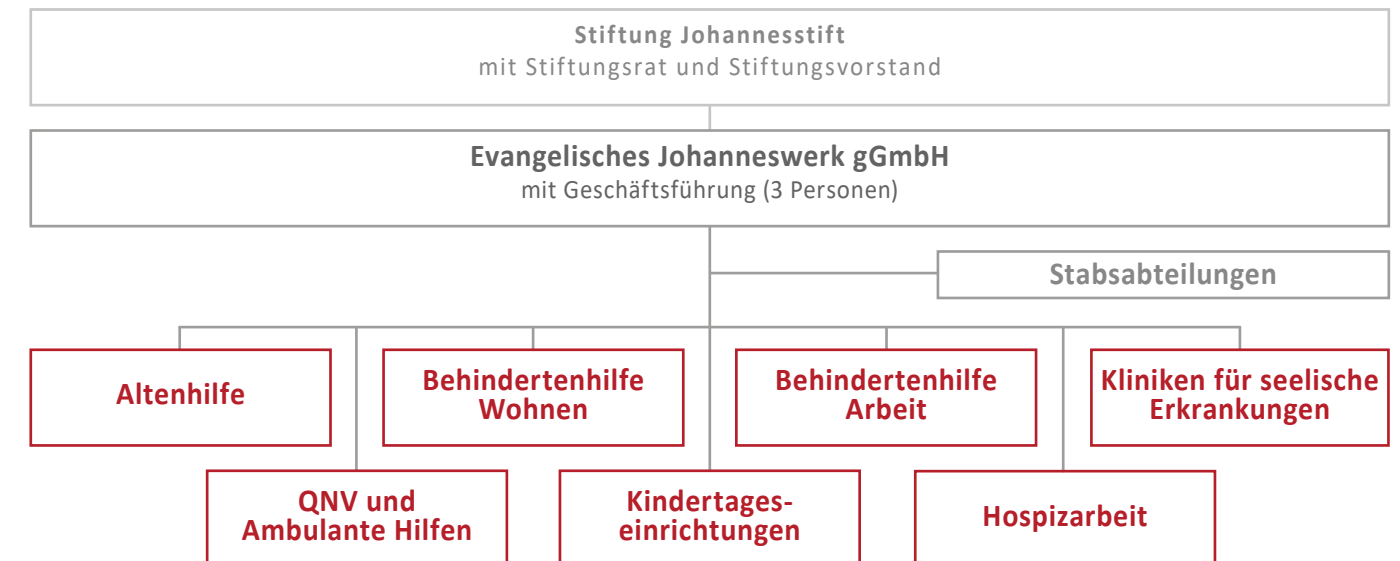 Stiftung Johannesstift
mit Stiftungsrat und Stiftungsvorstand
Evangelisches Johanneswerk gGmbH
mit Geschäftsführung (3 Personen)
Stabsabteilungen
Altenhilfe
Behindertenhilfe
Wohnen
Behindertenhilfe
Arbeit
Kliniken für seelische
Erkrankungen
QNV und
Ambulante Hilfen
Kindertages-
einrichtungen
Hospizarbeit